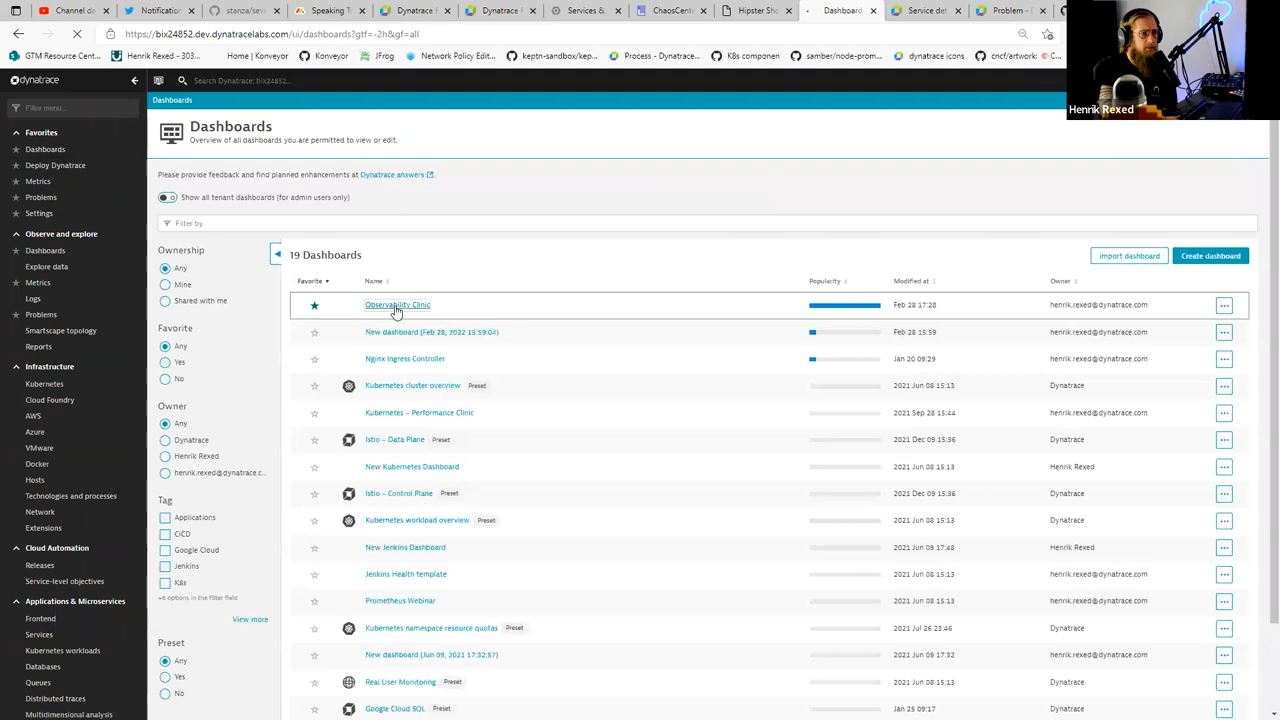 (1) Dynatra
Notification
stanza/seve
Speaking T
Dynatrace f
Dynatrace
Services &
ChaosCente
Cluster Sho
Dashboard
Service det
Problem - D
https://bix24852.dev.dynatracelabs.com/ui/dashboards?gtf=-2h&gf=all
GTM Resource Cent...
Henrik Rexed - 303...
Home | Konveyor
Konveyor
JFrog
Network Policy Edit...
keptn-sandbox/kep...
Process - Dynatrac...
K8s componen
samber/node-prom...
dynatrace icons
cncf/artwork:
Henrik Rexed
dynatrace
Search Dynatrace: bix24852...
Filter menu...
Favorites
Dashboards
Deploy Dynatrace
Metrics
Problems
Settings
Observe and explore
Dashboards
Explore data
Metrics
Logs
Problems
Smartscape topology
Reports
Infrastructure
Kubernetes
Cloud Foundry
AWS
Azure
VMware
Docker
Hosts
Technologies and processes
Network
Extensions
Cloud Automation
Releases
Service-level objectives
Applications & Microservices
Frontend
Services
Kubernetes workloads
Databases
Queues
Distributed traces
Multidimensional analysis
Dashboards
Dashboards
Overview of all dashboards you are permitted to view or edit.
Please provide feedback and find planned enhancements at Dynatrace answers.
Show all tenant dashboards (for admin users only)
Filter by
Ownership
Any
Mine
Shared with me
Favorite
Any
Yes
No
Owner
Any
Dynatrace
Henrik Rexed
henrik.rexed@dynatrace.c...
Tag
Applications
CICD
Google Cloud
Jenkins
K8s
+6 options in the filter field
View more
Preset
Any
Yes
No
19 Dashboards
Import dashboard
Create dashboard
Favorite Name Popularity Modified at Owner
Observability Clinic Feb 28 17:28 henrik.rexed@dynatrace.com
New dashboard (Feb 28, 2022 15:59:04) Feb 28 15:59 henrik.rexed@dynatrace.com
Nginx Ingress Controller Jan 20 09:29 henrik.rexed@dynatrace.com
Kubernetes cluster overview Preset 2021 Jun 08 15:13 Dynatrace
Kubernetes – Performance Clinic 2021 Sep 28 15:44 henrik.rexed@dynatrace.com
Istio – Data Plane Preset 2021 Dec 09 15:36 Dynatrace
New Kubernetes Dashboard 2021 Jun 08 15:13 Henrik Rexed
Istio – Control Plane Preset 2021 Dec 09 15:36 Dynatrace
Kubernetes workload overview Preset 2021 Jun 08 15:13 Dynatrace
New Jenkins Dashboard 2021 Jun 09 17:48 Henrik Rexed
Jenkins Health template 2021 Jun 08 15:13 henrik.rexed@dynatrace.com
Prometheus Webinar 2021 Jun 08 15:13 henrik.rexed@dynatrace.com
Kubernetes namespace resource quotas Preset 2021 Jul 26 23:46 Dynatrace
New dashboard (Jun 09, 2021 17:32:57) 2021 Jun 09 17:32 henrik.rexed@dynatrace.com
Real User Monitoring Preset 2021 Jun 08 15:13 Dynatrace
Google Cloud SQL Preset Jan 25 09:17 Dynatrace